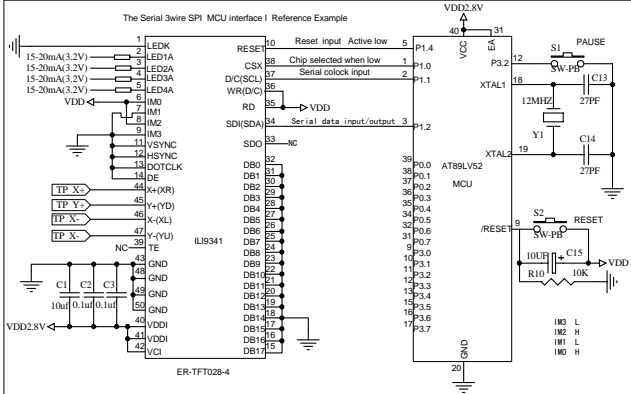 The Serial 3wire SPI MCU interface I Reference Example
VDD2.8V
1 LEDK
15-20mA(3.2V) 2 LED1A
15-20mA(3.2V) 3 LED2A
15-20mA(3.2V) 4 LED3A
15-20mA(3.2V) 5 LED4A
VDD 6 IM0
7 IM1
8 IM2
9 IM3
11 VSYNC
12 HSYNC
13 DOTCLK
14 DE
TP X+ 44 X+(XR)
TP Y+ 45 Y+(YD)
TP X- 46 X-(XL)
TP X- 47 Y-(YU)
NC 39 TE
43 GND
48 GND
49 GND
50 GND
C1 C2 C3
10uf 0.1uf 0.1uf
VDD2.8V 40 VDDI
41 VDDI
42 VCI
ILI9341
ER-TFT028-4
RESET 10 Reset input Active low 5 P1.4
CSX 38 Chip selected when low 1 P1.0
D/C(SCL) 37 Serial colock input 2 P1.1
WR(D/C) 36
RD 35 VDD
SDI(SDA) 34 Serial data input/output 3 P1.2
SDO 33 NC
DB0 32
DB1 31
DB2 30
DB3 29
DB4 28
DB5 27
DB6 26
DB7 25
DB8 24
DB9 23
DB10 22
DB11 21
DB12 20
DB13 19
DB14 18
DB15 17
DB16 16
DB17 15
39 P0.0
38 P0.1
37 P0.2
36 P0.3
35 P0.4
34 P0.5
33 P0.6
32 P0.7
10 P3.0
11 P3.1
P3.2
13 P3.3
14 P3.4
15 P3.5
16 P3.6
17 P3.7
40 VCC
31 EA
AT89LV52
MCU
GND
20
P3.2 12
S1 PAUSE
SW-PB
XTAL1 18
C13
27PF
12MHZ
Y1
XTAL2 19
C14
27PF
/RESET 9
S2 RESET
SW-PB
10UF + C15
VDD
R10 10K
IM3 L
IM2 H
IM1 L
IM0 H